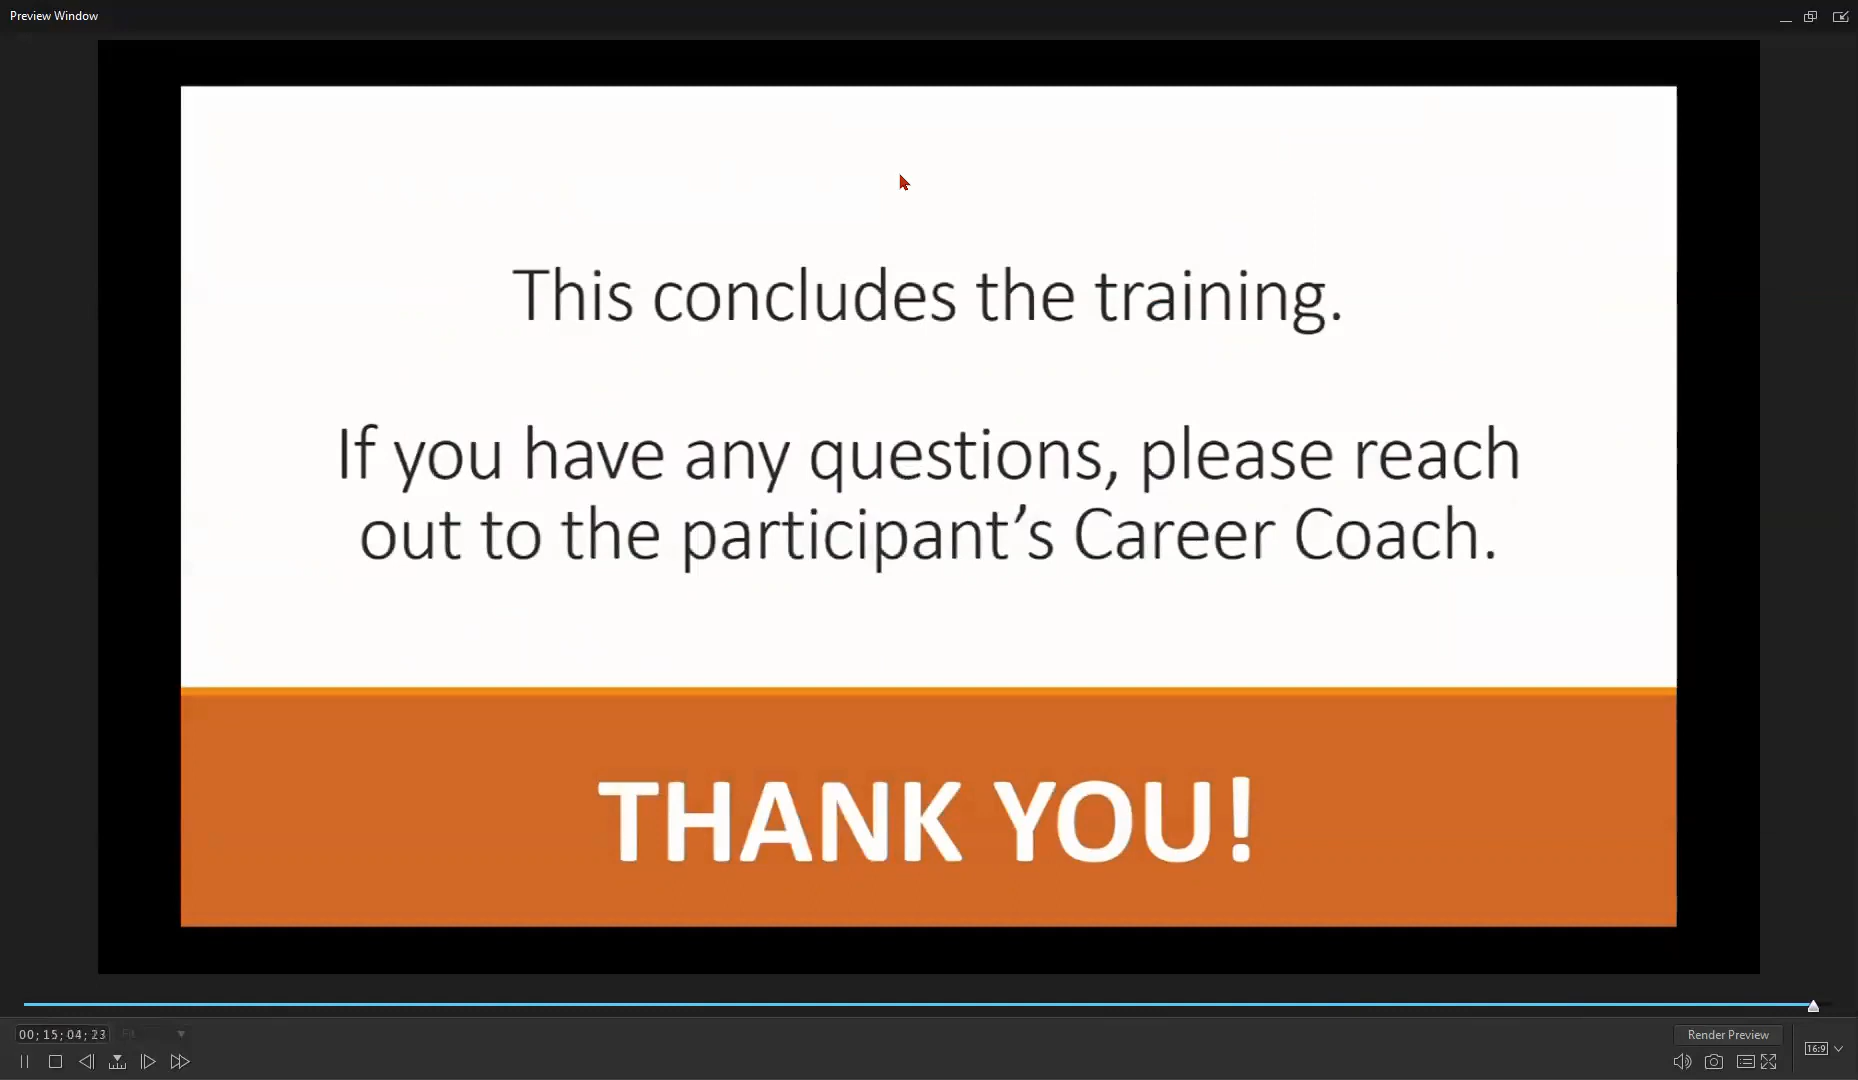 Preview Window
This concludes the training.
If you have any questions, please reach
out to the participant’s Career Coach.
THANK YOU!
00;15;04;23
Render Preview
16:9